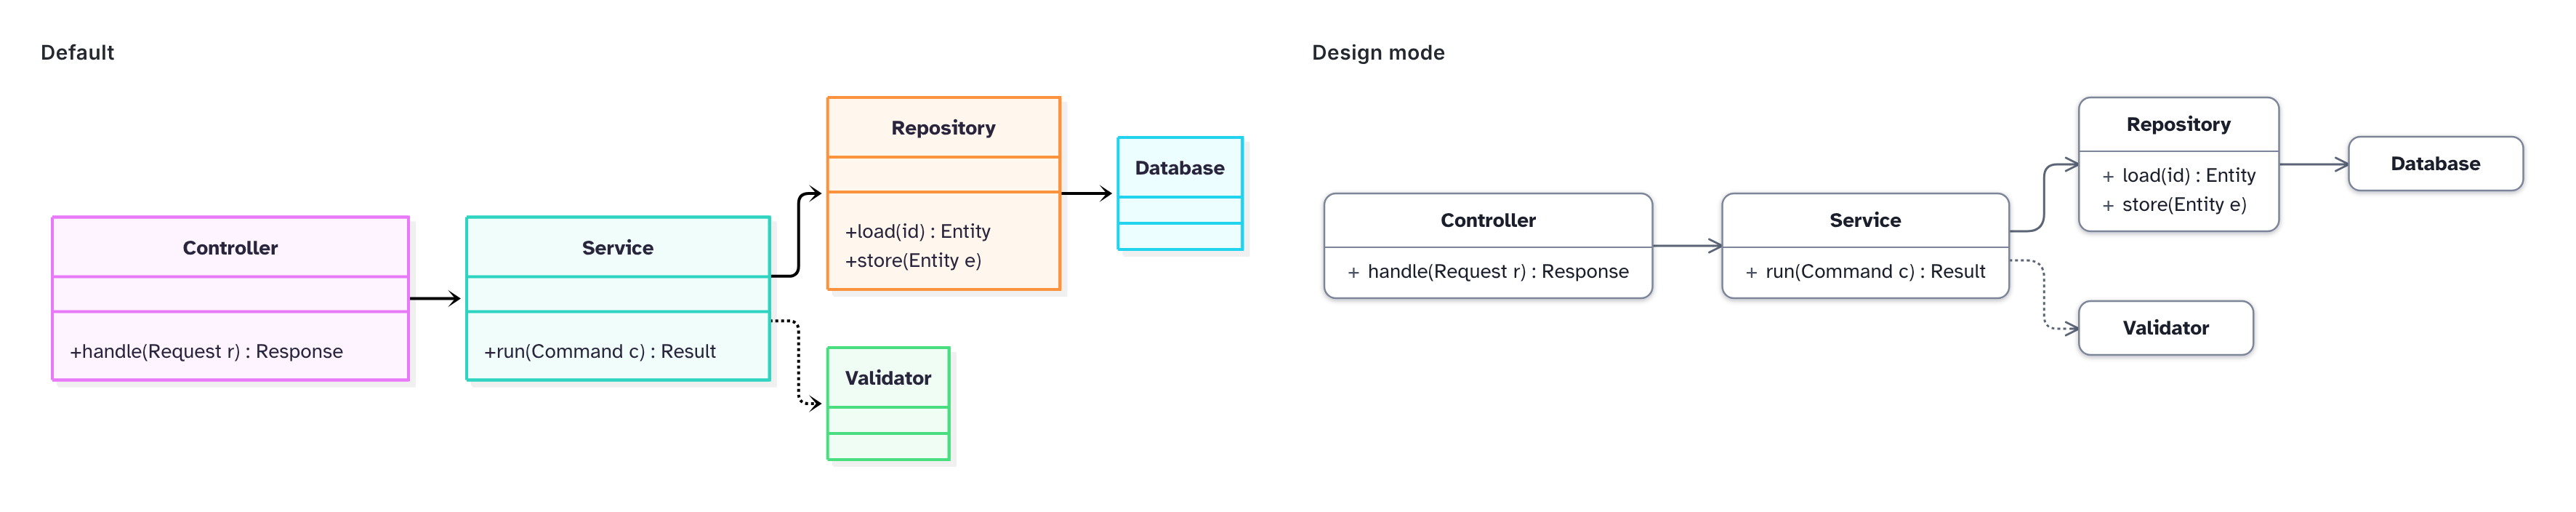 Default
Controller
+handle(Request r) : Response
Service
+run(Command c) : Result
Repository
+load(id) : Entity
+store(Entity e)
Database
Validator
Design mode
Controller
+ handle(Request r) : Response
Service
+ run(Command c) : Result
Repository
+ load(id) : Entity
+ store(Entity e)
Database
Validator